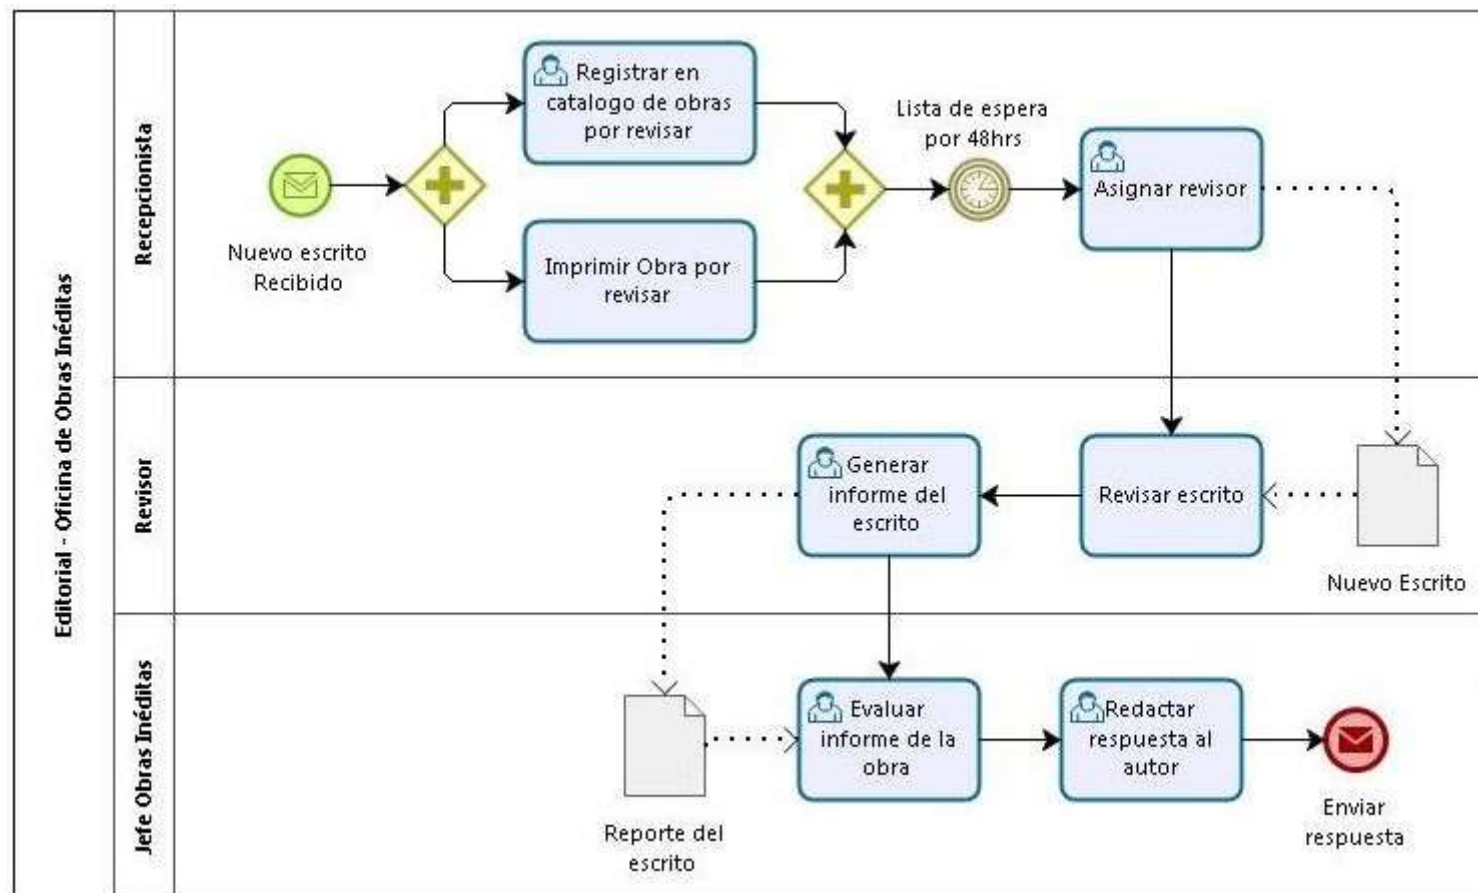 Editorial - Oficina de Obras Inéditas
Recepcionista
Nuevo escrito
Recibido
Registrar en
catalogo de obras
por revisar
Imprimir Obra por
revisar
Lista de espera
por 48hrs
Asignar revisor
Revisor
Generar
informe del
escrito
Revisar escrito
Nuevo Escrito
Jefe Obras Inéditas
Reporte del
escrito
Evaluar
informe de la
obra
Redactar
respuesta al
autor
Enviar
respuesta